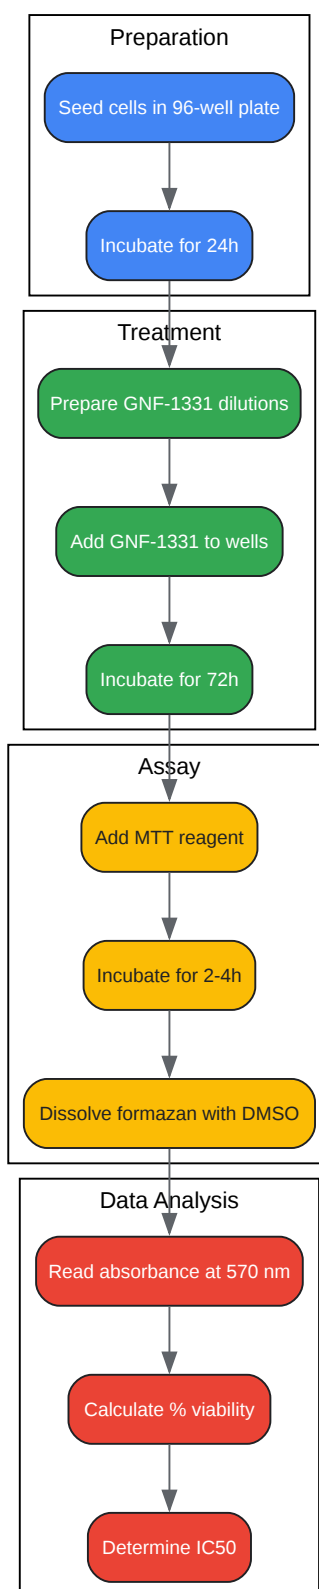 Preparation
Seed cells in 96-well plate
Incubate for 24h
Treatment
Prepare GNF-1331 dilutions
Add GNF-1331 to wells
Incubate for 72h
Assay
Add MTT reagent
Incubate for 2-4h
Dissolve formazan with DMSO
Data Analysis
Read absorbance at 570 nm
Calculate % viability
Determine IC50